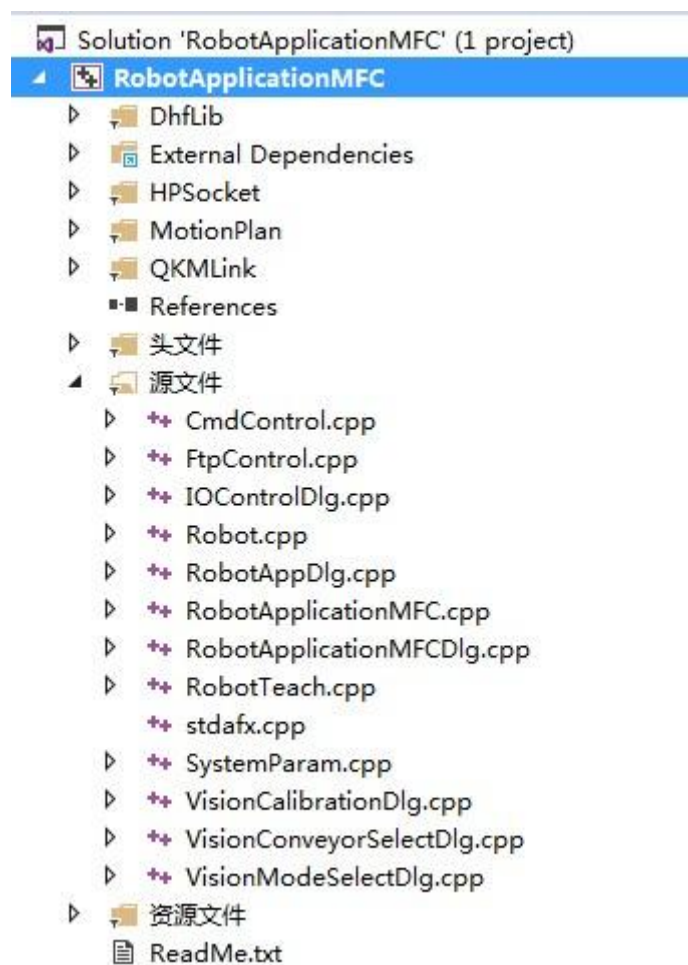 Solution 'RobotApplicationMFC' (1 project)
RobotApplicationMFC
DhfLib
External Dependencies
HPSocket
MotionPlan
QKMLink
References
头文件
源文件
CmdControl.cpp
FtpControl.cpp
IOControlDlg.cpp
Robot.cpp
RobotAppDlg.cpp
RobotApplicationMFC.cpp
RobotApplicationMFCDlg.cpp
RobotTeach.cpp
stdafx.cpp
SystemParam.cpp
VisionCalibrationDlg.cpp
VisionConveyorSelectDlg.cpp
VisionModeSelectDlg.cpp
资源文件
ReadMe.txt